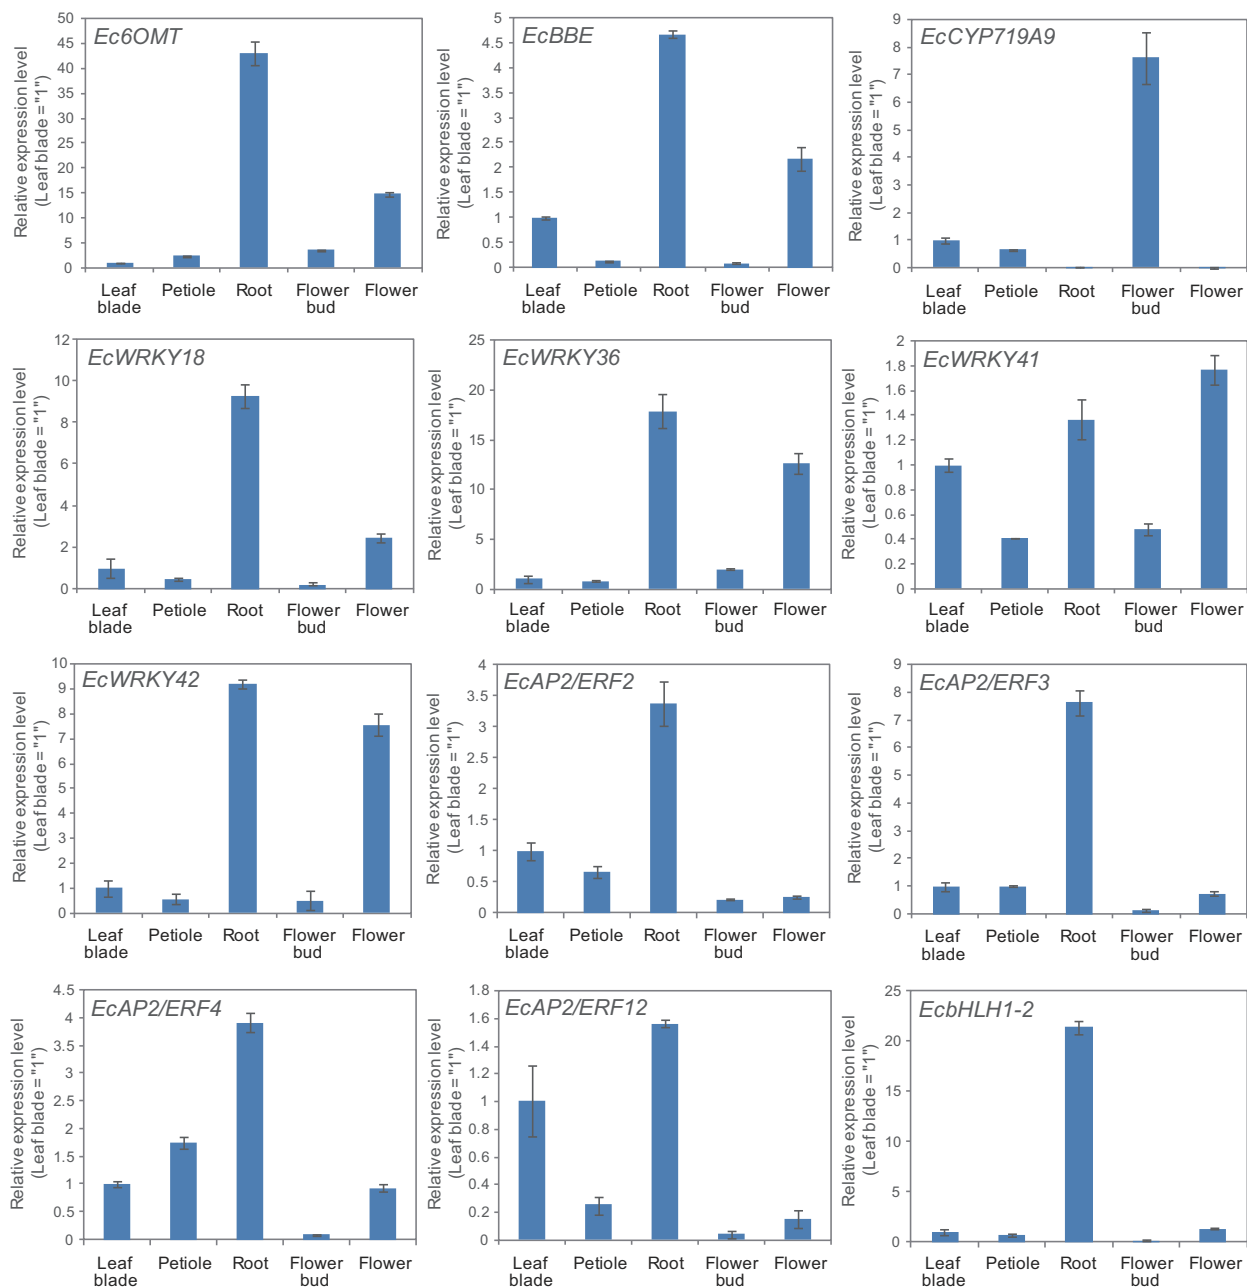 Ec6OMT
Relative expression level
(Leaf blade = "1")
50
45
40
35
30
25
20
15
10
5
0
Leaf
blade
Petiole
Root
Flower
bud
Flower
EcBBE
Relative expression level
(Leaf blade = "1")
5
4.5
4
3.5
3
2.5
2
1.5
1
0.5
0
Leaf
blade
Petiole
Root
Flower
bud
Flower
EcCYP719A9
Relative expression level
(Leaf blade = "1")
9
8
7
6
5
4
3
2
1
0
Leaf
blade
Petiole
Root
Flower
bud
Flower
EcWRKY18
Relative expression level
(Leaf blade = "1")
12
10
8
6
4
2
0
Leaf
blade
Petiole
Root
Flower
bud
Flower
EcWRKY36
Relative expression level
(Leaf blade = "1")
25
20
15
10
5
0
Leaf
blade
Petiole
Root
Flower
bud
Flower
EcWRKY41
Relative expression level
(Leaf blade = "1")
2
1.8
1.6
1.4
1.2
1
0.8
0.6
0.4
0.2
0
Leaf
blade
Petiole
Root
Flower
bud
Flower
EcWRKY42
Relative expression level
(Leaf blade = "1")
10
9
8
7
6
5
4
3
2
1
0
Leaf
blade
Petiole
Root
Flower
bud
Flower
EcAP2/ERF2
Relative expression level
(Leaf blade = "1")
4
3.5
3
2.5
2
1.5
1
0.5
0
Leaf
blade
Petiole
Root
Flower
bud
Flower
EcAP2/ERF3
Relative expression level
(Leaf blade = "1")
9
8
7
6
5
4
3
2
1
0
Leaf
blade
Petiole
Root
Flower
bud
Flower
EcAP2/ERF4
Relative expression level
(Leaf blade = "1")
4.5
4
3.5
3
2.5
2
1.5
1
0.5
0
Leaf
blade
Petiole
Root
Flower
bud
Flower
EcAP2/ERF12
Relative expression level
(Leaf blade = "1")
1.8
1.6
1.4
1.2
1
0.8
0.6
0.4
0.2
0
Leaf
blade
Petiole
Root
Flower
bud
Flower
EcbHLH1-2
Relative expression level
(Leaf blade = "1")
25
20
15
10
5
0
Leaf
blade
Petiole
Root
Flower
bud
Flower